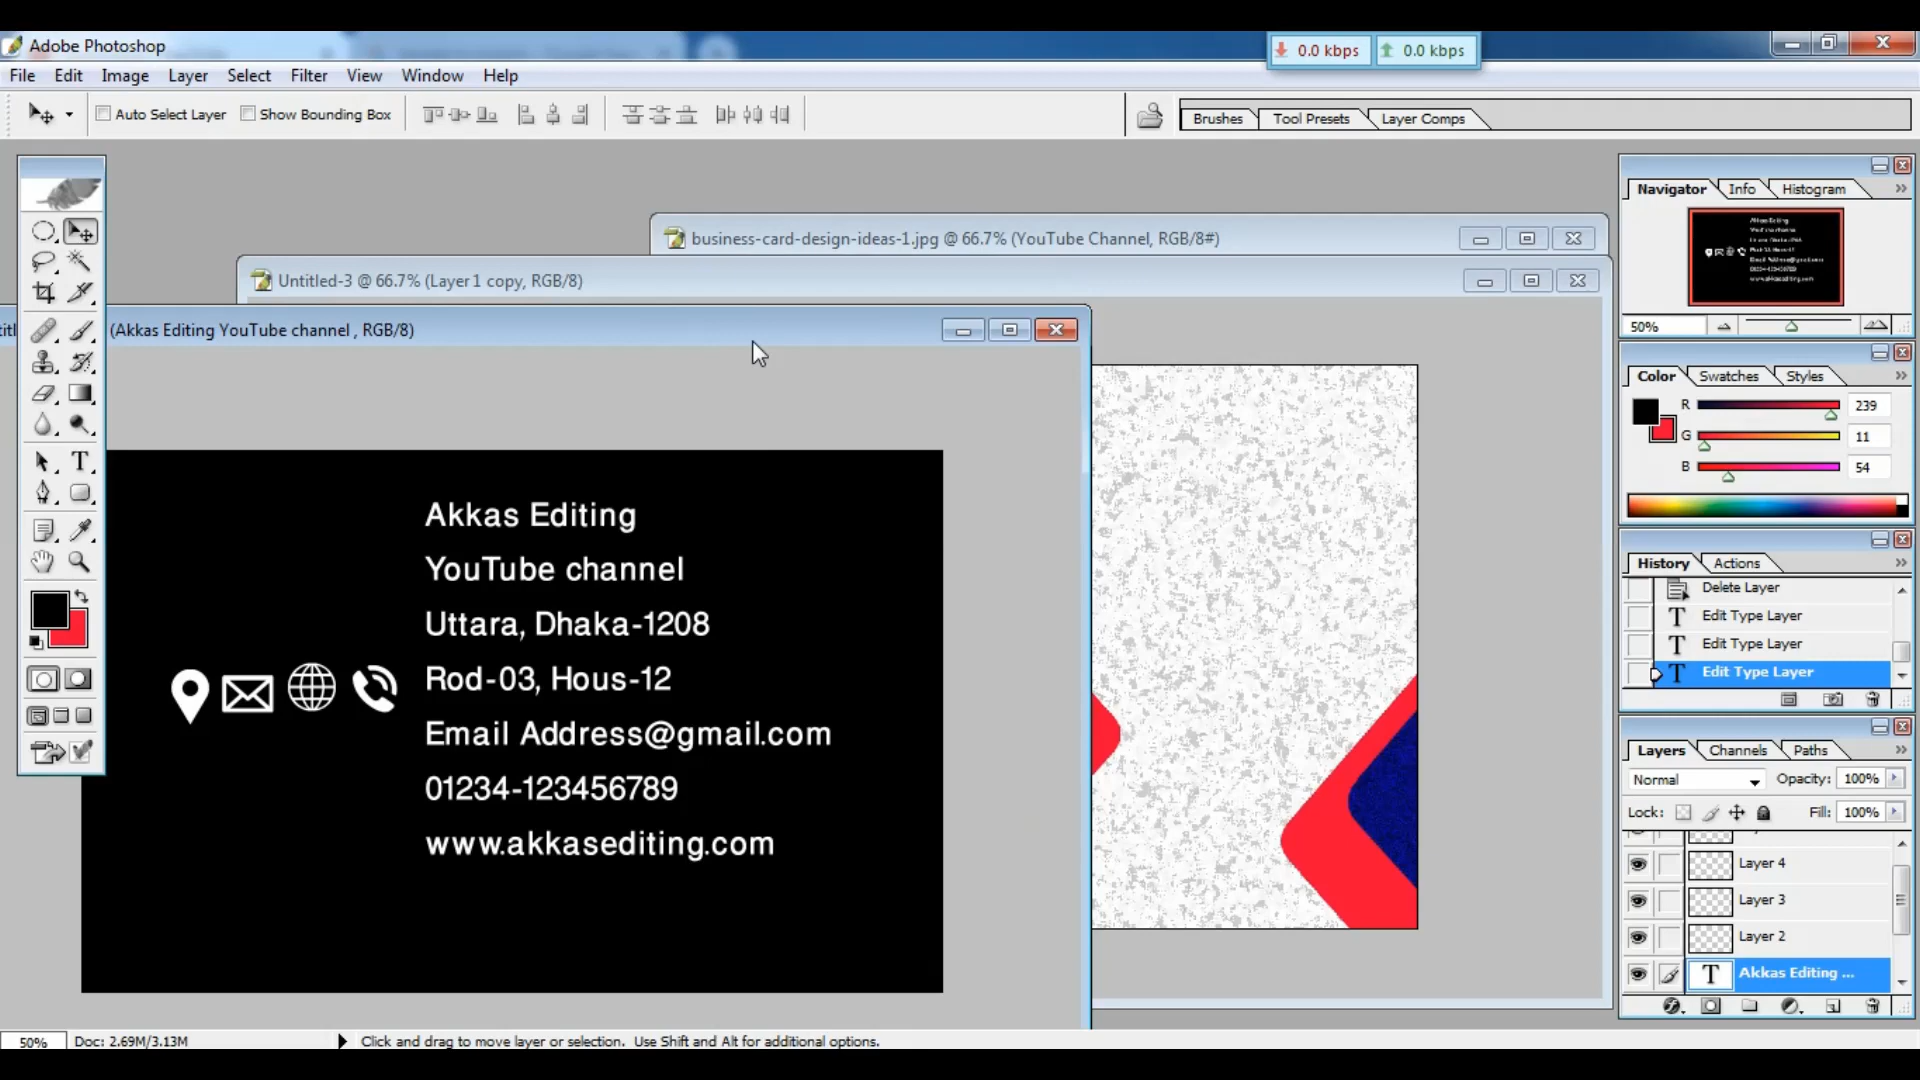 Adobe Photoshop
0.0 kbps 0.0 kbps
File Edit Image Layer Select Filter View Window Help
Auto Select Layer Show Bounding Box
Brushes Tool Presets Layer Comps
Navigator Info Histogram
business-card-design-ideas-1.jpg @ 66.7% (YouTube Channel, RGB/8#)
Untitled-3 @ 66.7% (Layer 1 copy, RGB/8)
(Akkas Editing YouTube channel , RGB/8)
50%
Color Swatches Styles
R 239
G 11
B 54
Akkas Editing
YouTube channel
Uttara, Dhaka-1208
Rod-03, Hous-12
Email Address@gmail.com
01234-123456789
www.akkasediting.com
History Actions
Delete Layer
Edit Type Layer
Edit Type Layer
Edit Type Layer
Layers Channels Paths
Normal Opacity: 100%
Lock: Fill: 100%
Layer 4
Layer 3
Layer 2
T Akkas Editing ...
50% Doc: 2.69M/3.13M Click and drag to move layer or selection. Use Shift and Alt for additional options.